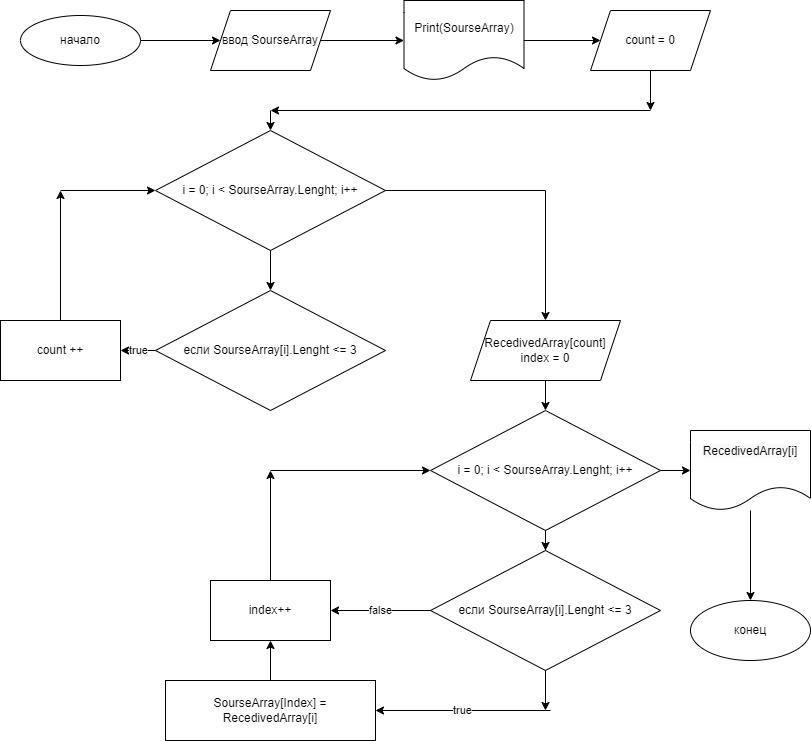 начало
ввод SourseArray
Print(SourseArray)
count = 0
i = 0; i < SourseArray.Lenght; i++
count ++
true
если SourseArray[i].Lenght <= 3
RecedivedArray[count]
index = 0
i = 0; i < SourseArray.Lenght; i++
RecedivedArray[i]
index++
false
если SourseArray[i].Lenght <= 3
конец
SourseArray[Index] =
RecedivedArray[i]
true